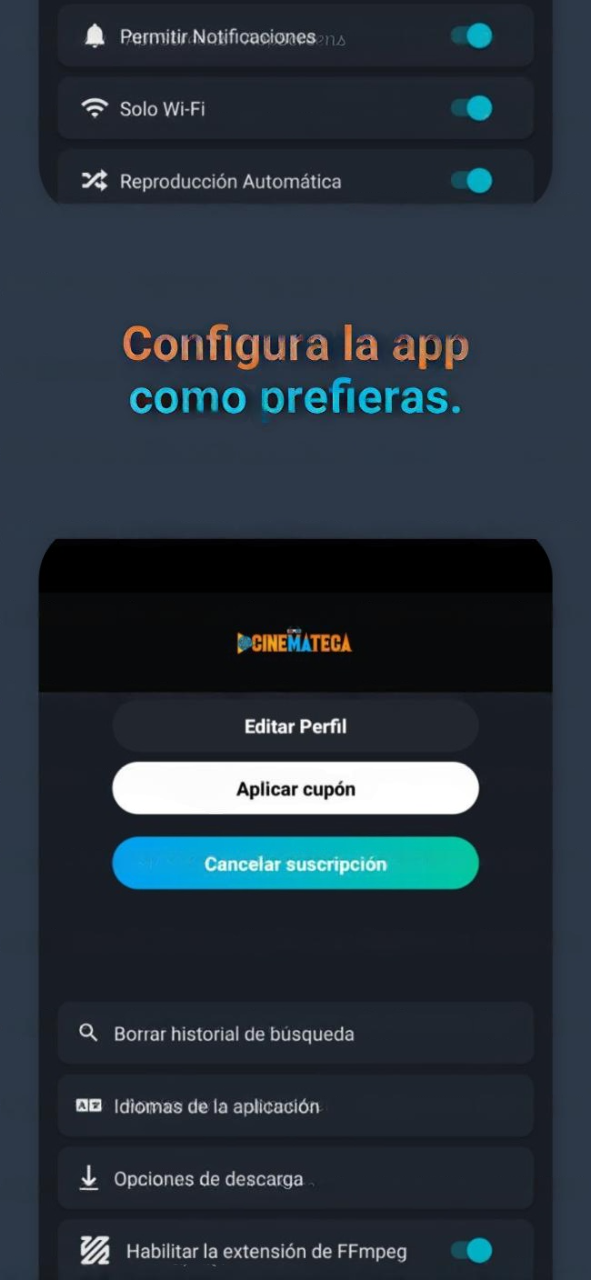 Permitir Notificaciones
Solo Wi-Fi
Reproducción Automática
Configura la app
como prefieras.
CINEMATECA
Editar Perfil
Aplicar cupón
Cancelar suscripción
Borrar historial de búsqueda
Idiomas de la aplicación
Opciones de descarga
Habilitar la extensión de FFmpeg